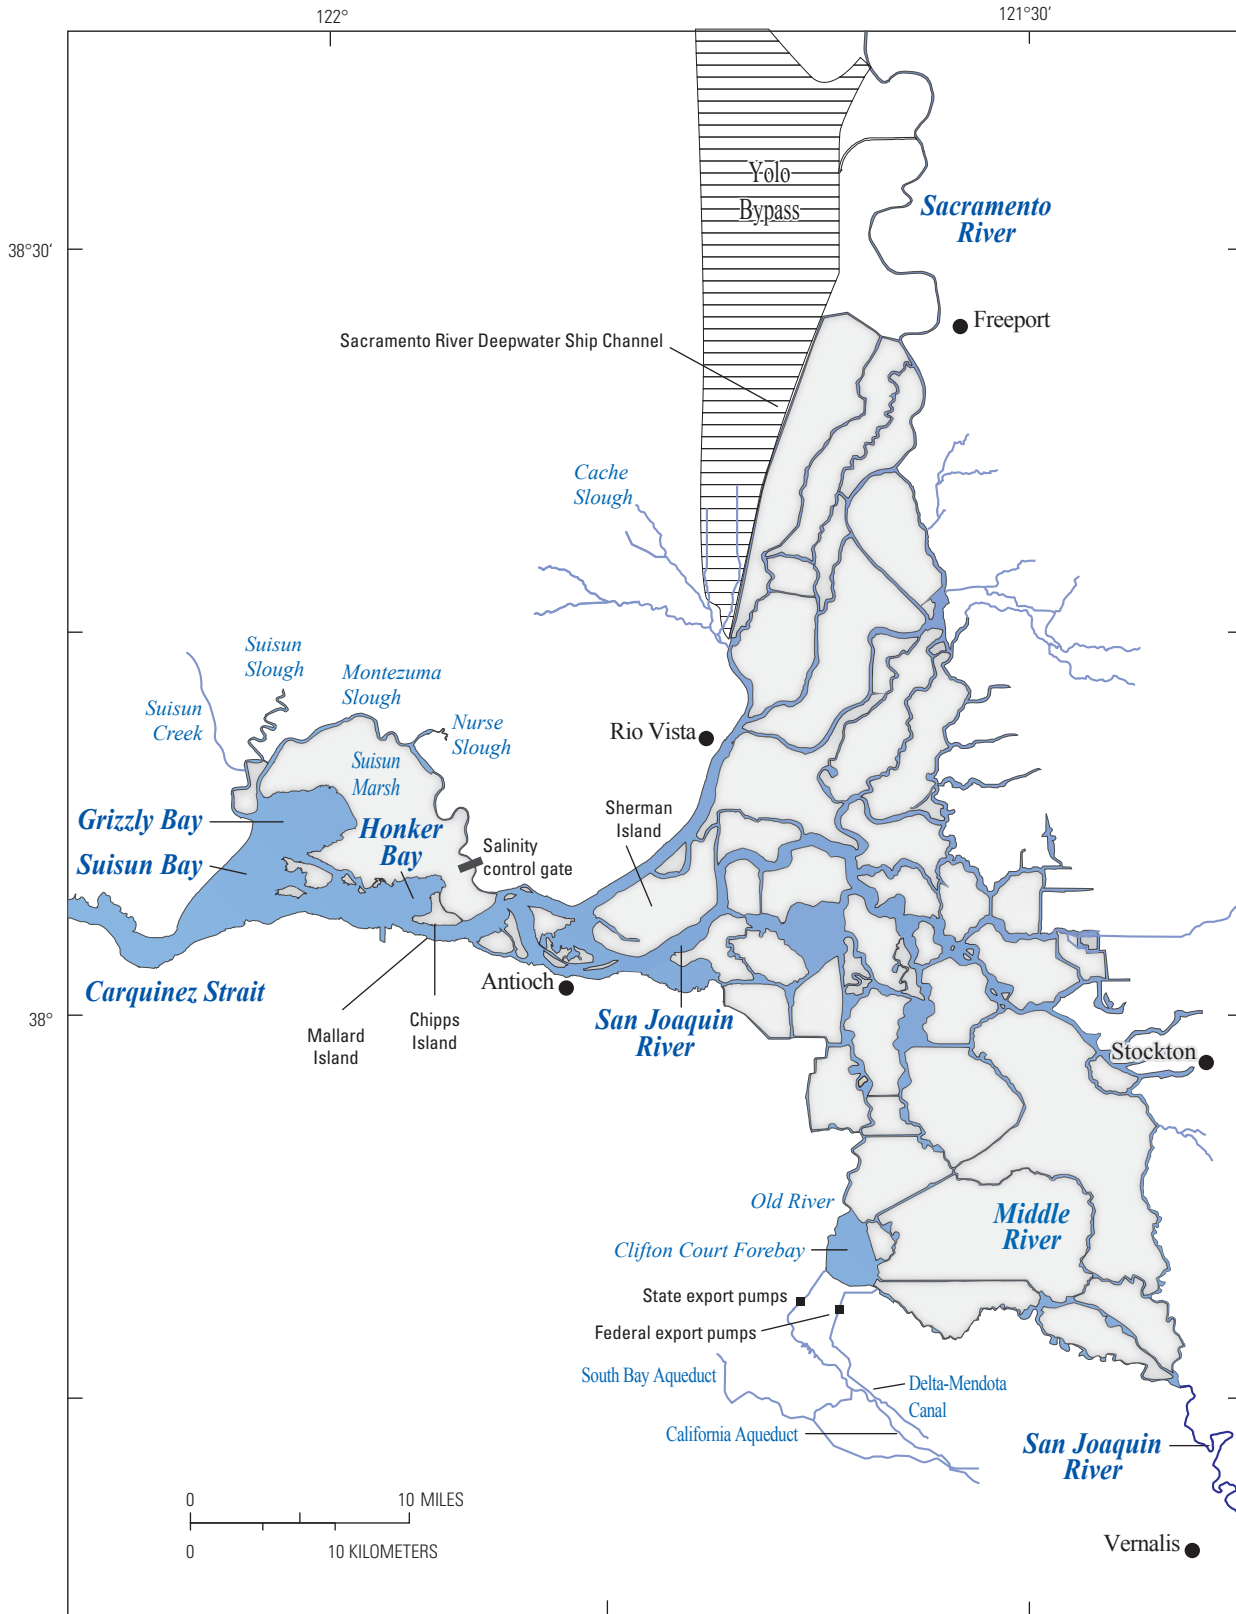 122°
121°30′
Yolo
Bypass
Sacramento
River
38°30′
Freeport
Sacramento River Deepwater Ship Channel
Cache
Slough
Suisun
Slough
Montezuma
Slough
Suisun
Creek
Nurse
Slough
Rio Vista
Suisun
Marsh
Sherman
Island
Grizzly Bay
Honker
Bay
Suisun Bay
Salinity
control gate
Antioch
Carquinez Strait
San Joaquin
River
38°
Mallard
Island
Chipps
Island
Stockton
Old River
Middle
River
Clifton Court Forebay
State export pumps
Federal export pumps
South Bay Aqueduct
Delta-Mendota
Canal
California Aqueduct
San Joaquin
River
0 10 MILES
0 10 KILOMETERS
Vernalis